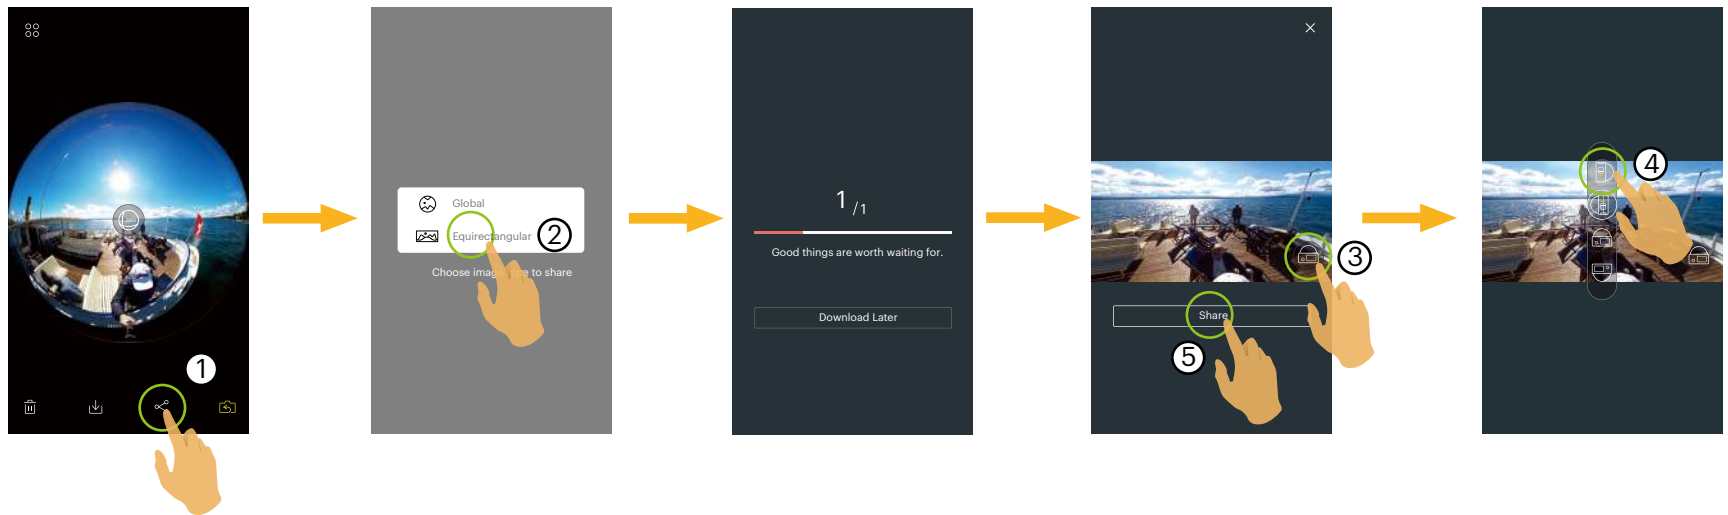 1
Global
Equirectangular
2
Choose image type to share
1 /1
Good things are worth waiting for.
Download Later
3
Share
5
4